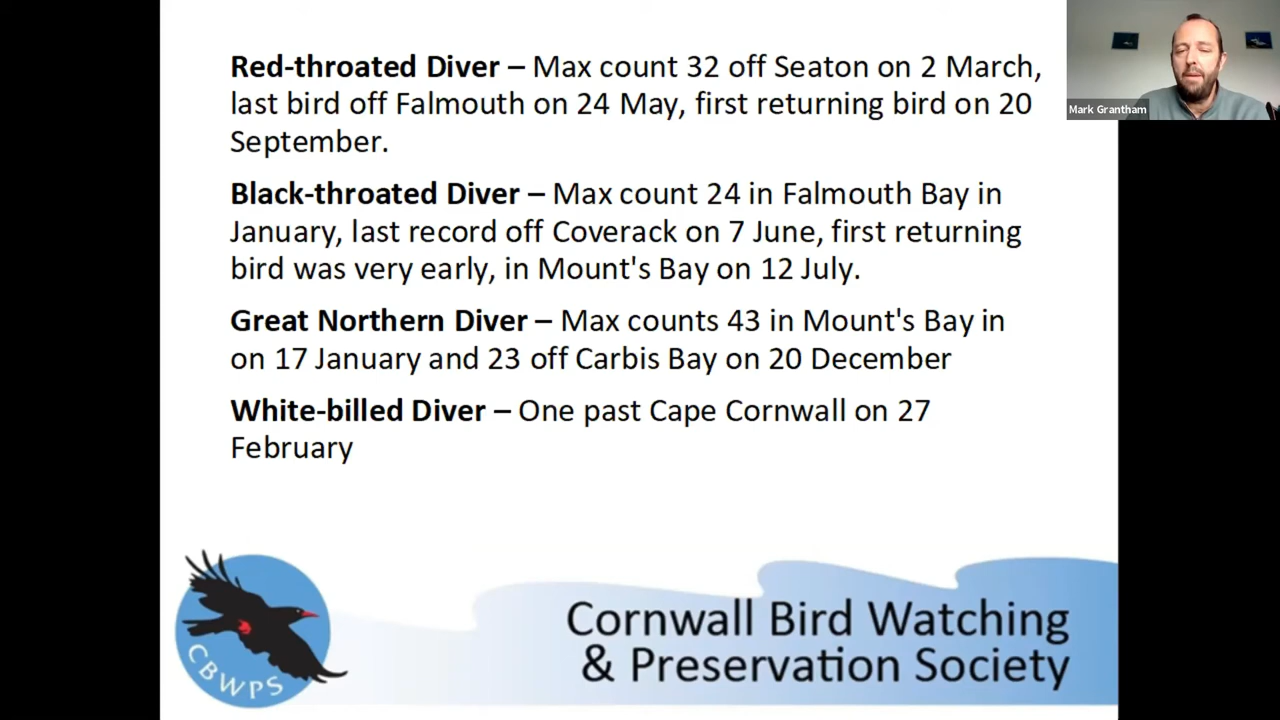 Red-throated Diver – Max count 32 off Seaton on 2 March,
last bird off Falmouth on 24 May, first returning bird on 20
September.
Black-throated Diver – Max count 24 in Falmouth Bay in
January, last record off Coverack on 7 June, first returning
bird was very early, in Mount's Bay on 12 July.
Great Northern Diver – Max counts 43 in Mount's Bay in
on 17 January and 23 off Carbis Bay on 20 December
White-billed Diver – One past Cape Cornwall on 27
February
Mark Grantham
CBWPS
Cornwall Bird Watching
& Preservation Society